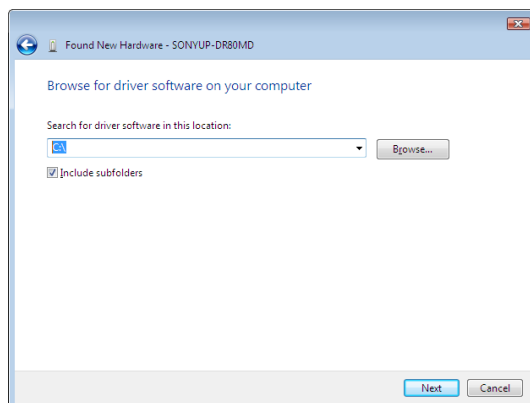 Found New Hardware - SONYUP-DR80MD
Browse for driver software on your computer
Search for driver software in this location:
C:\
Browse...
Include subfolders
Next
Cancel